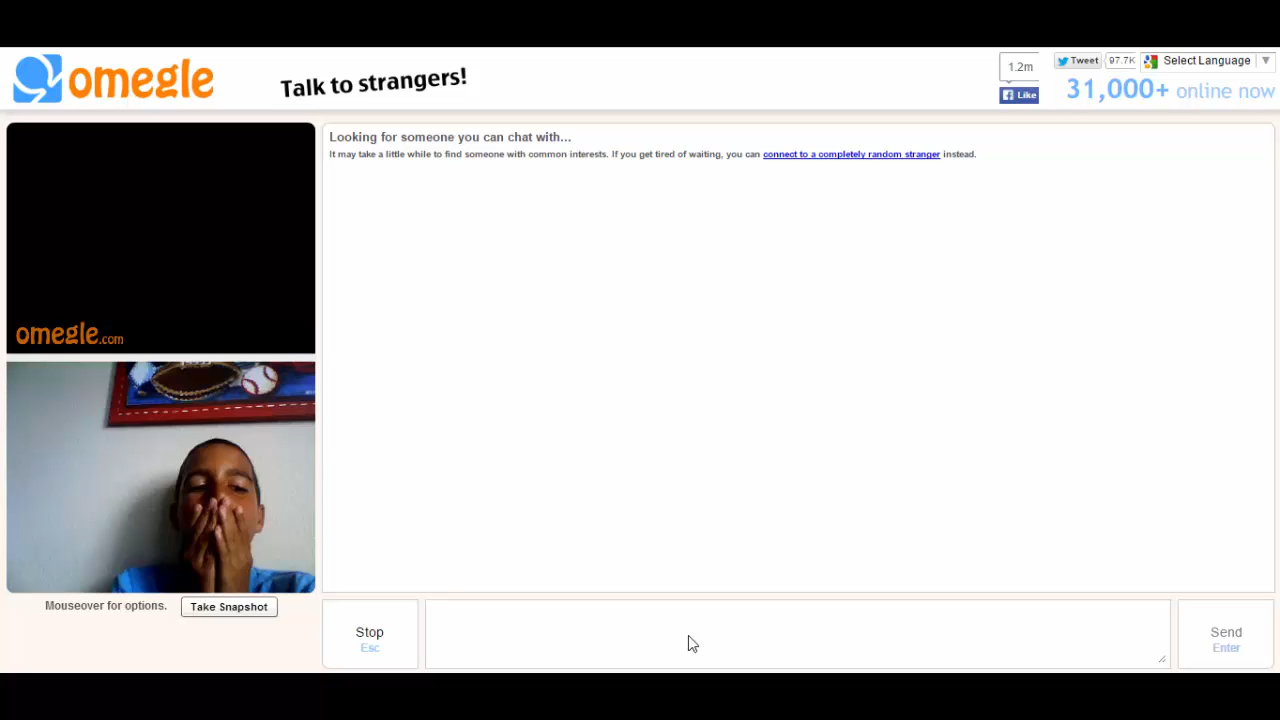 omegle
Talk to strangers!
1.2m
Like
Tweet
97.7K
Select Language
31,000+ online now
Looking for someone you can chat with...
It may take a little while to find someone with common interests. If you get tired of waiting, you can connect to a completely random stranger instead.
omegle.com
Mouseover for options.
Take Snapshot
Stop
Esc
Send
Enter